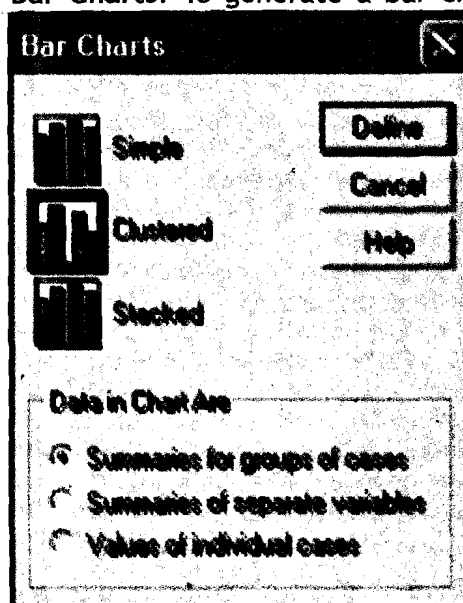 Bar Charts. To generate a bar c
Bar Charts
Simple
Define
Cancel
Clustered
Help
Stacked
Data in Chart Are
Summaries for groups of cases
Summaries of separate variables
Values of individual cases